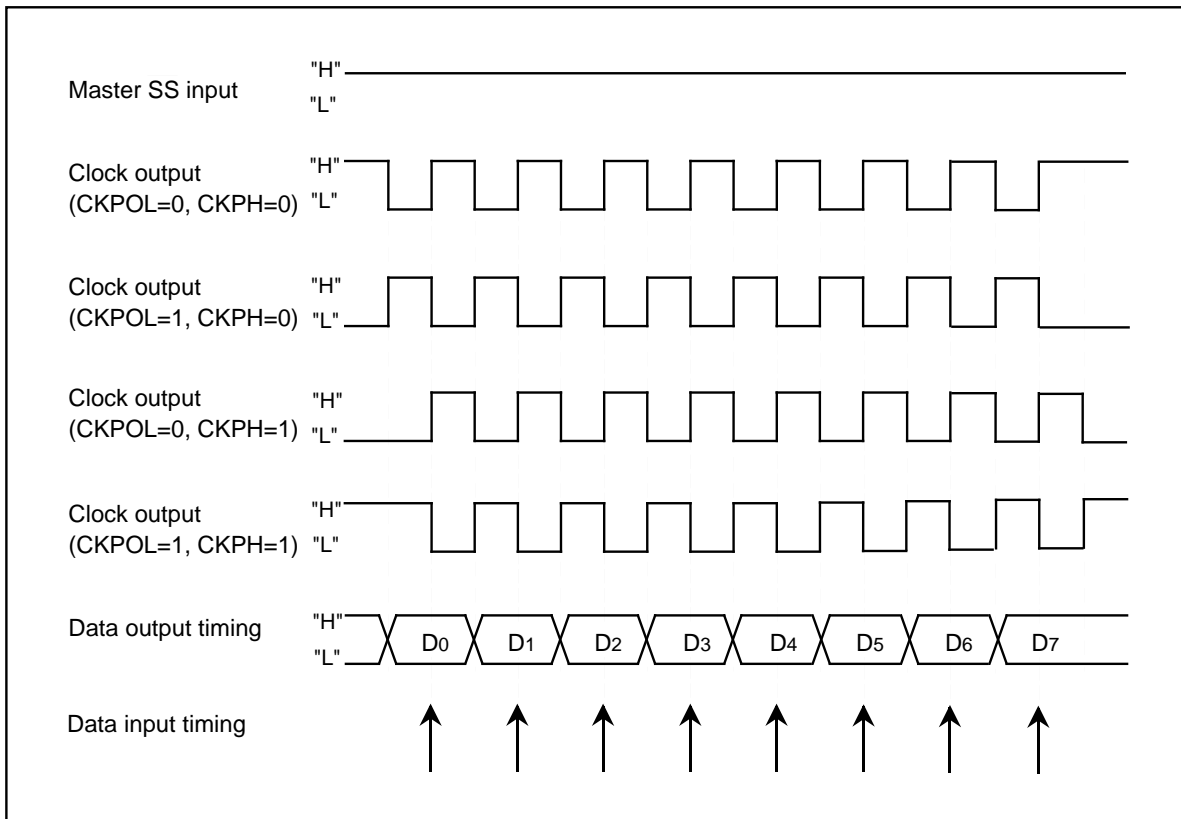 Master SS input
"H"
"L"
Clock output
(CKPOL=0, CKPH=0)
"H"
"L"
Clock output
(CKPOL=1, CKPH=0)
"H"
"L"
Clock output
(CKPOL=0, CKPH=1)
"H"
"L"
Clock output
(CKPOL=1, CKPH=1)
"H"
"L"
Data output timing
"H"
"L"
D0 D1 D2 D3 D4 D5 D6 D7
Data input timing